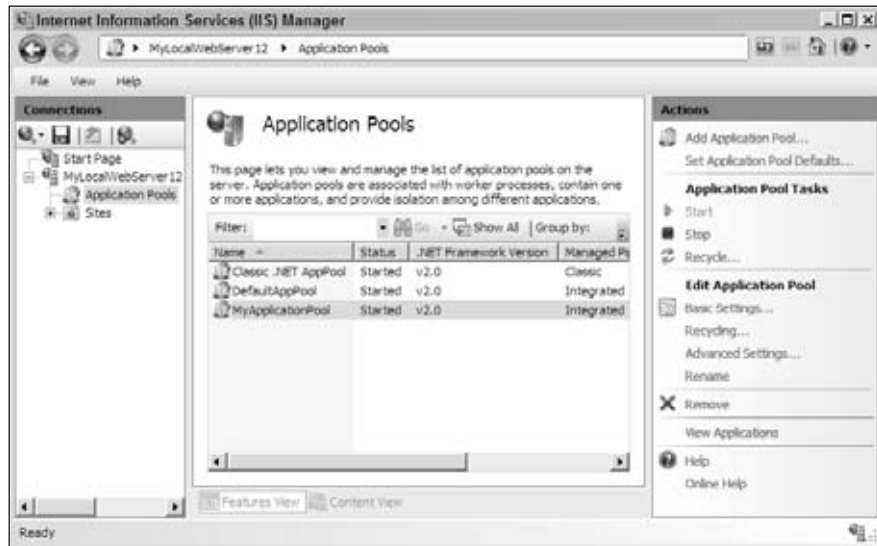 Internet Information Services (IIS) Manager
MyLocalWebServer12 Application Pools
File View Help
Connections
Start Page
MyLocalWebServer12
Application Pools
Sites
Application Pools
This page lets you view and manage the list of application pools on the
server. Application pools are associated with worker processes, contain one
or more applications, and provide isolation among different applications.
Filter: Go Show All Group by:
Name Status .NET Framework Version Managed Pi
Classic .NET AppPool Started v2.0 Classic
DefaultAppPool Started v2.0 Integrated
MyApplicationPool Started v2.0 Integrated
Features View Content View
Actions
Add Application Pool...
Set Application Pool Defaults...
Application Pool Tasks
Start
Stop
Recycle...
Edit Application Pool
Basic Settings...
Recycling...
Advanced Settings...
Rename
Remove
View Applications
Help
Online Help
Ready